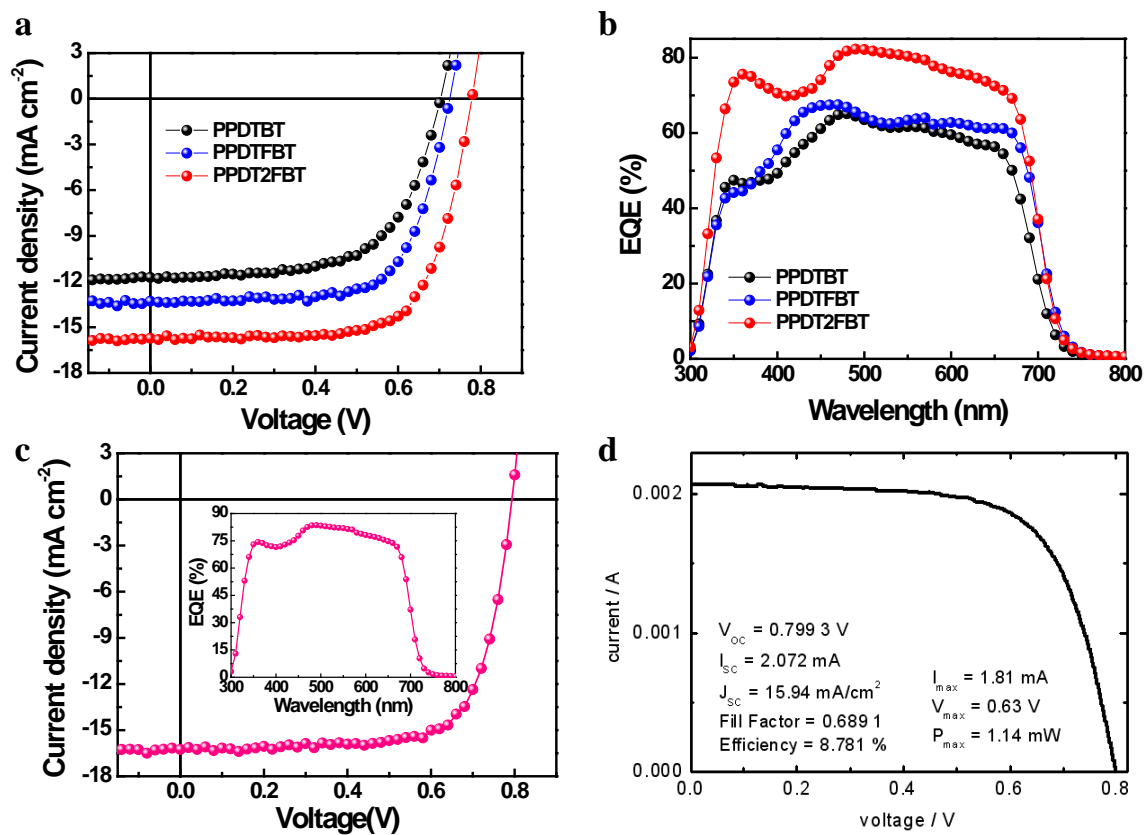 a
3
0
-3
-6
-9
-12
-15
-18
0.0 0.2 0.4 0.6 0.8
Current density (mA cm-2)
Voltage (V)
PPDTBT
PPDTFBT
PPDT2FBT
b
80
60
40
20
0
300 400 500 600 700 800
EQE (%)
Wavelength (nm)
PPDTBT
PPDTFBT
PPDT2FBT
c
3
0
-3
-6
-9
-12
-15
-18
0.0 0.2 0.4 0.6 0.8
Current density (mA cm-2)
Voltage(V)
90
75
60
45
30
15
0
300 400 500 600 700 800
EQE (%)
Wavelength (nm)
d
0.002
0.001
0.000
0.0 0.2 0.4 0.6 0.8
current / A
voltage / V
VOC = 0.799 3 V
ISC = 2.072 mA
JSC = 15.94 mA/cm2
Fill Factor = 0.689 1
Efficiency = 8.781 %
Imax = 1.81 mA
Vmax = 0.63 V
Pmax = 1.14 mW